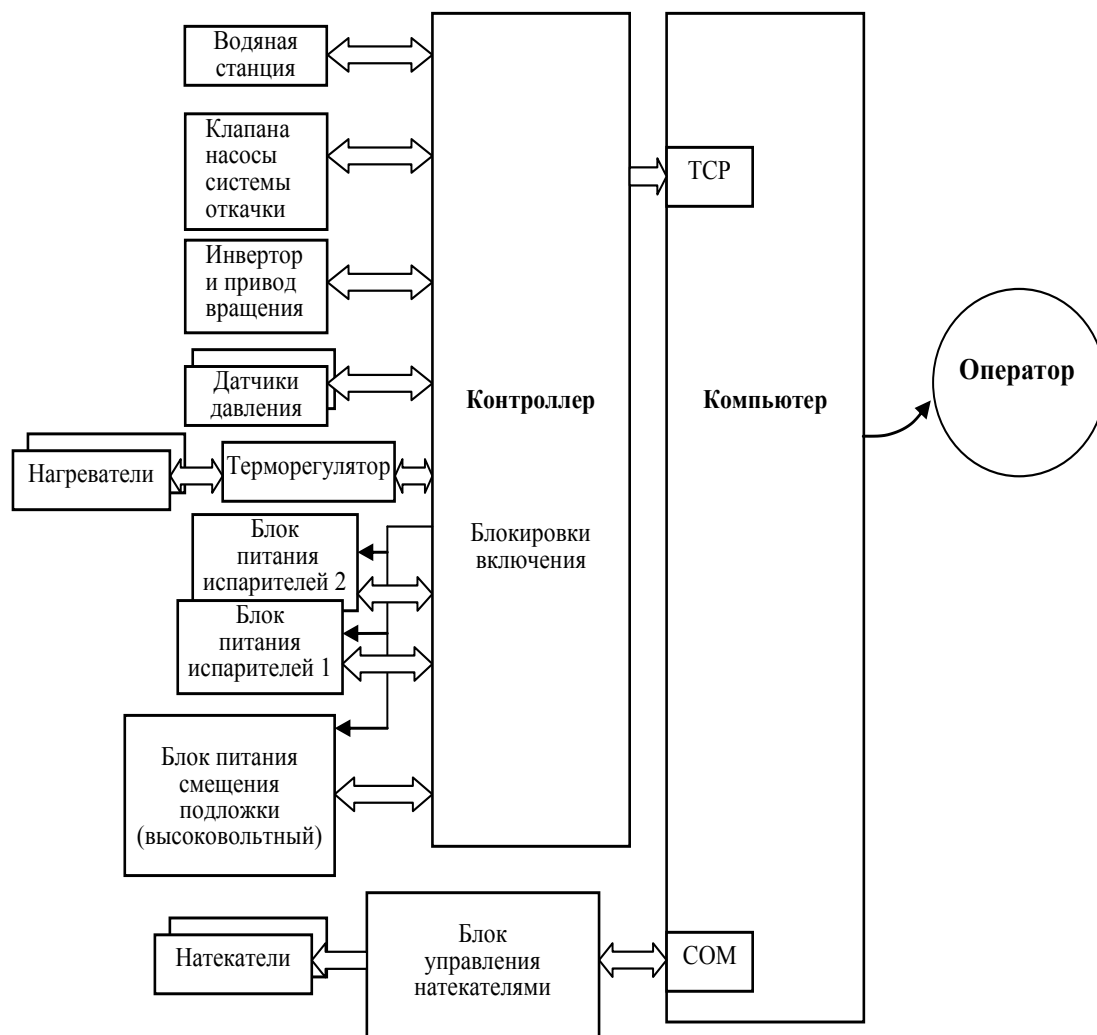 Водяная
станция
Клапана
насосы
системы
откачки
Инвертор
и привод
вращения
Датчики
давления
Нагреватели
Терморегулятор
Блок
питания
испарителей 2
Блок
питания
испарителей 1
Блок питания
смещения
подложки
(высоковольтный)
Контроллер
Блокировки
включения
TCP
Компьютер
Оператор
Натекатели
Блок
управления
натекателями
COM